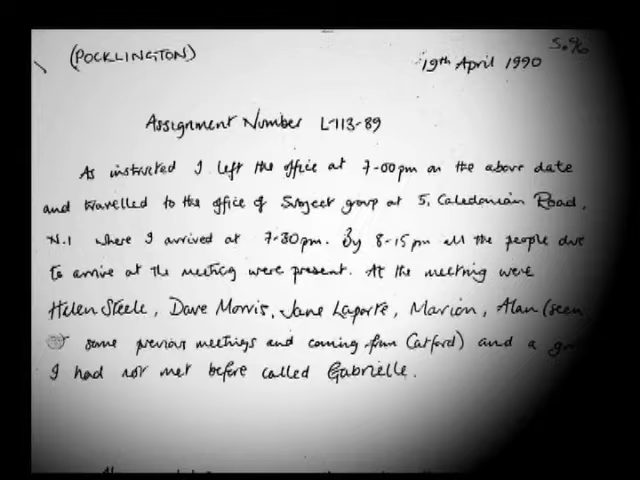 (POCKLINGTON) 19th April 1990
Assignment Number L-113-89
As instructed I left the office at 7-00pm on the above date
and travelled to the office of Subject group at 5, Caledonian Road,
N.1 where I arrived at 7-30pm. By 8-15pm all the people due
to arrive at the meeting were present. At the meeting were
Helen Steele, Dave Morris, Jane Laporte, Marion, Alan (seen
some previous meetings and coming from Catford) and a
I had not met before called Gabrielle.